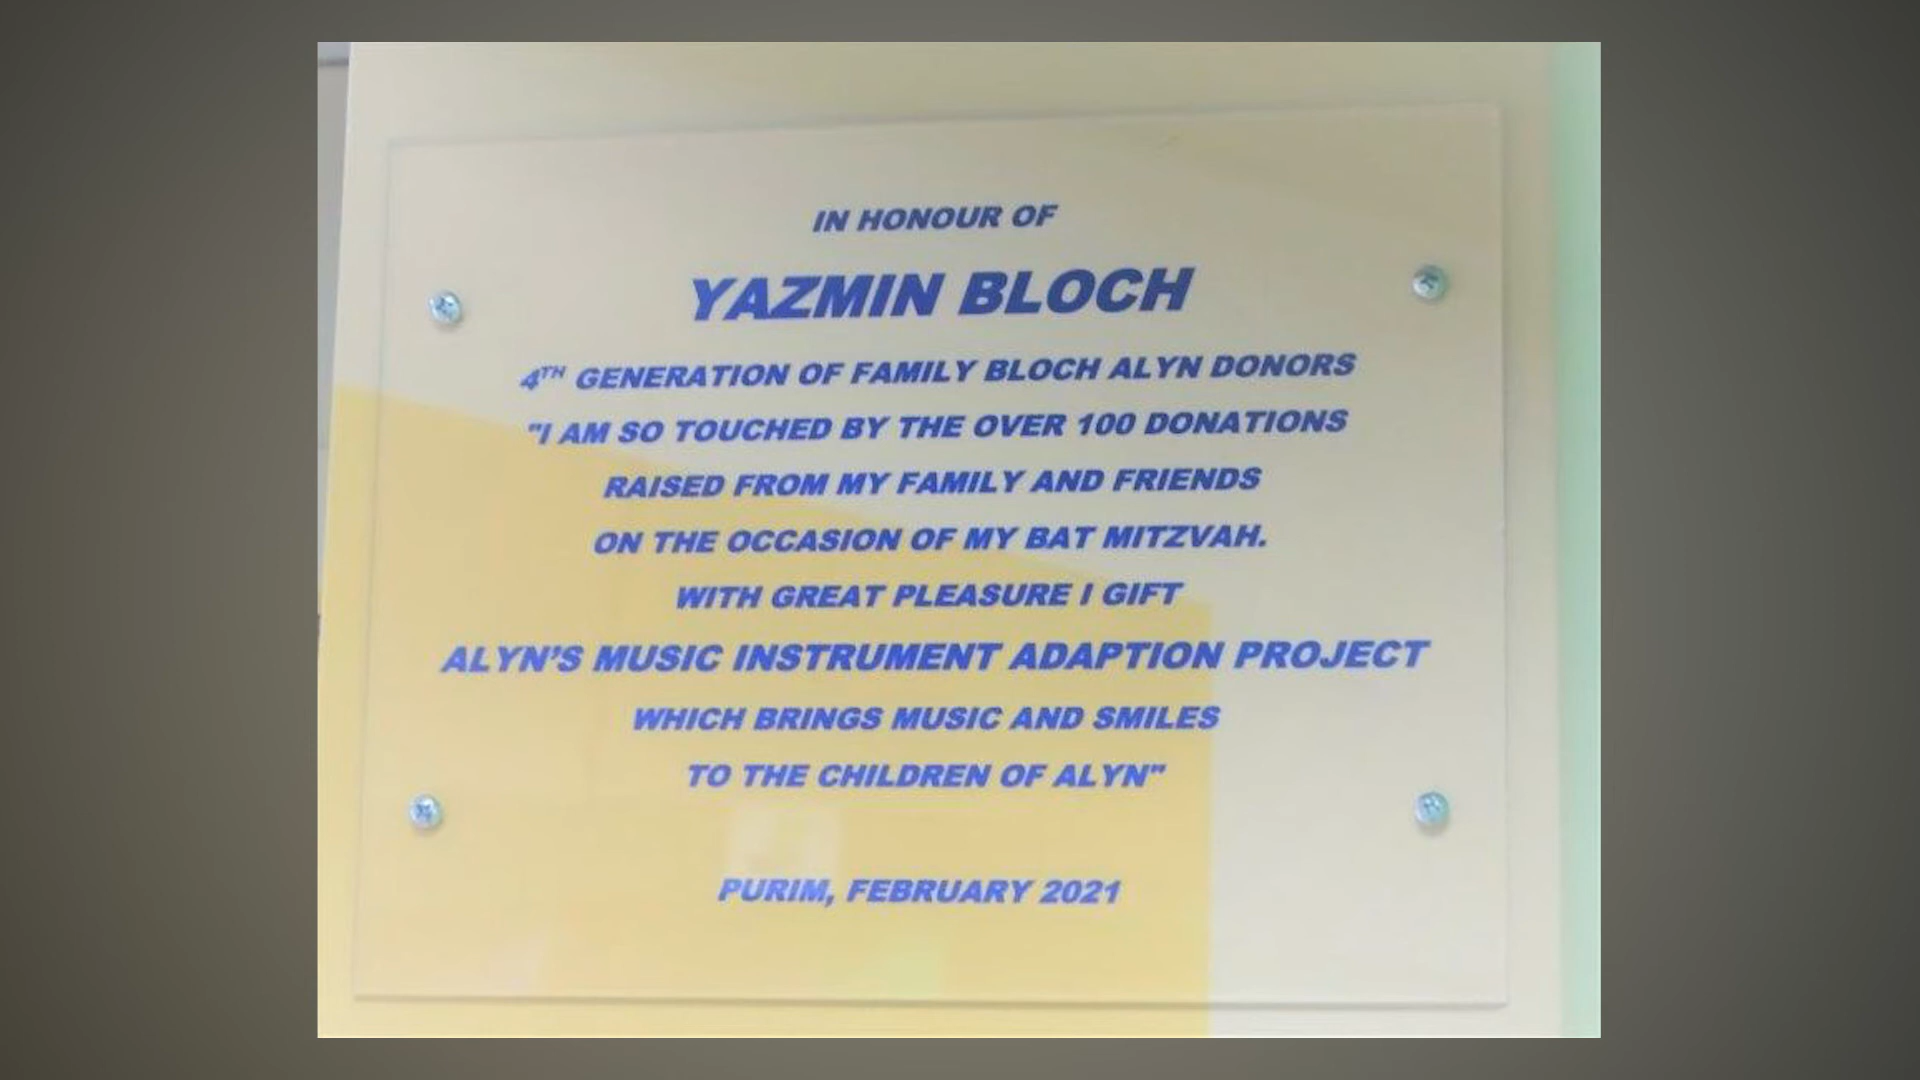 IN HONOUR OF
YAZMIN BLOCH
4TH GENERATION OF FAMILY BLOCH ALYN DONORS
"I AM SO TOUCHED BY THE OVER 100 DONATIONS
RAISED FROM MY FAMILY AND FRIENDS
ON THE OCCASION OF MY BAT MITZVAH.
WITH GREAT PLEASURE I GIFT
ALYN'S MUSIC INSTRUMENT ADAPTION PROJECT
WHICH BRINGS MUSIC AND SMILES
TO THE CHILDREN OF ALYN"
PURIM, FEBRUARY 2021